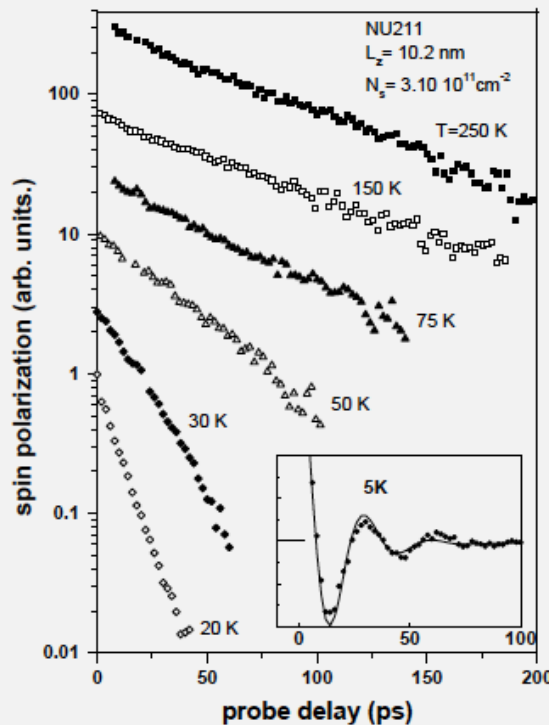 NU211
L_z= 10.2 nm
N_s= 3.10 10^11cm^-2
100
T=250 K
150 K
10
75 K
1
50 K
30 K
5K
0.1
20 K
0 50 100
0.01
0 50 100 150 200
spin polarization (arb. units.)
probe delay (ps)